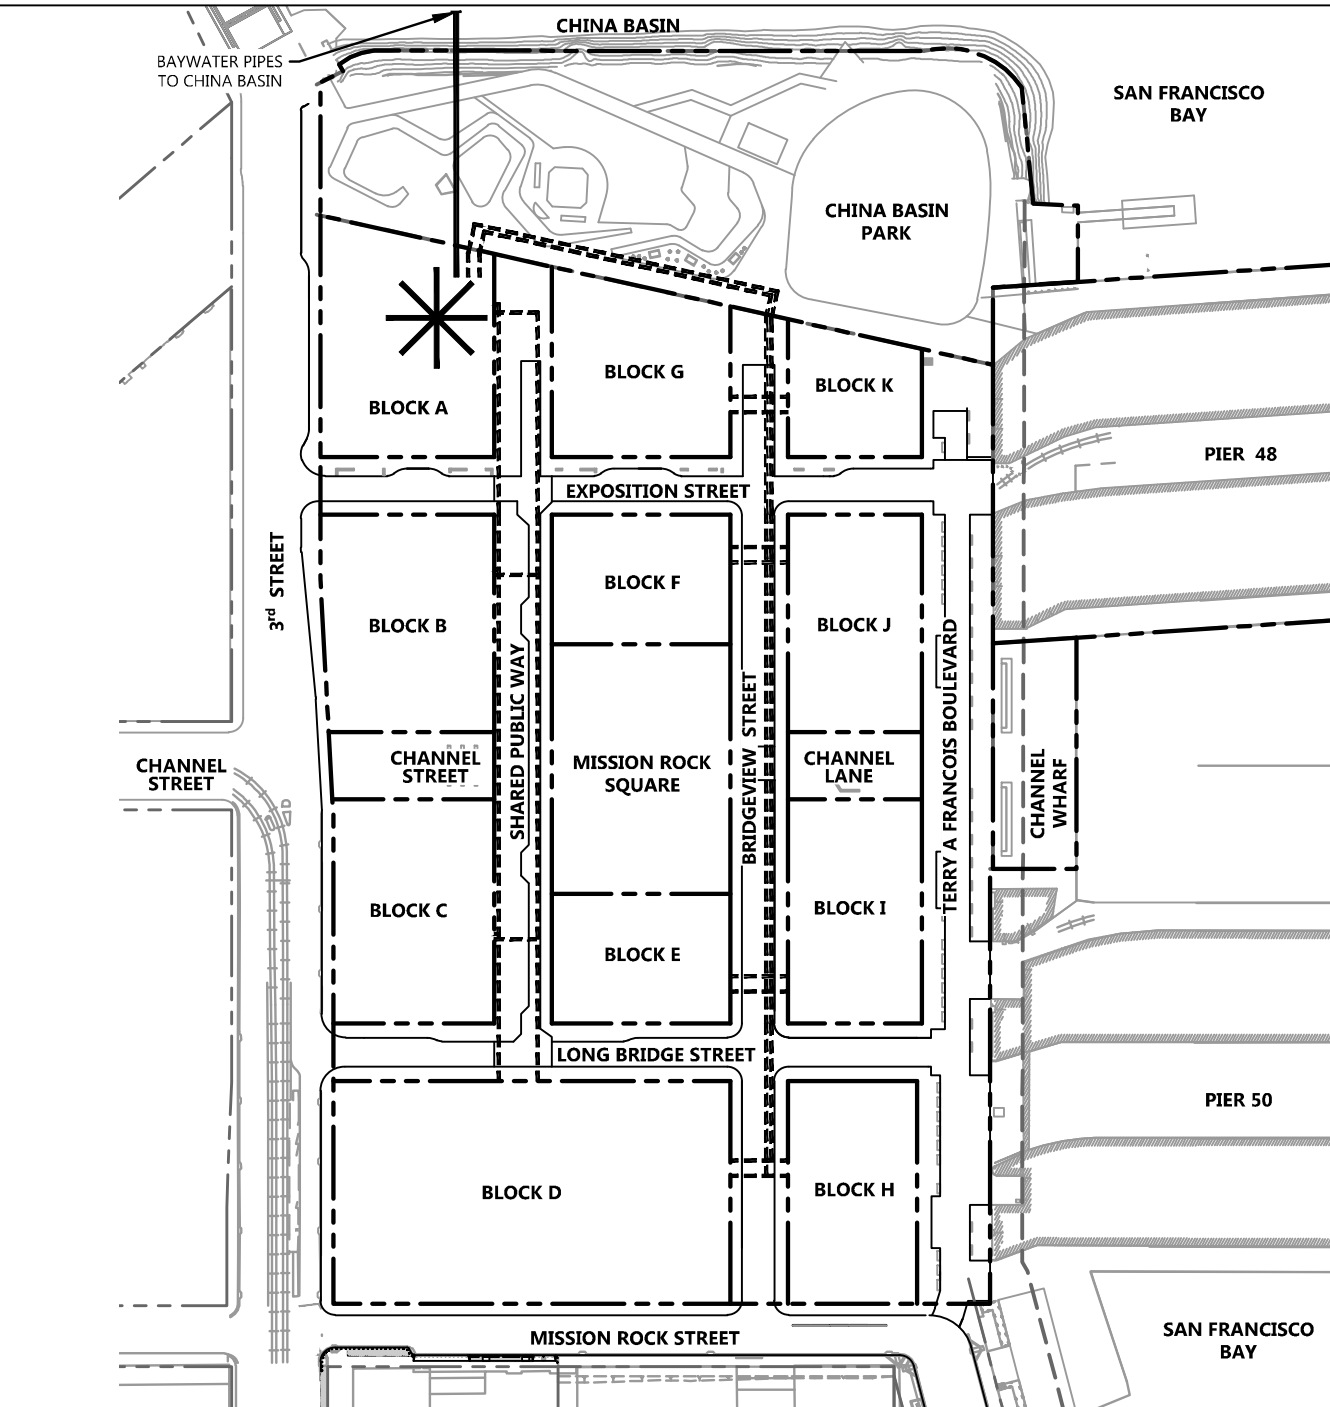 CHINA BASIN
BAYWATER PIPES
TO CHINA BASIN
SAN FRANCISCO
BAY
CHINA BASIN
PARK
BLOCK G
BLOCK K
BLOCK A
PIER 48
EXPOSITION STREET
3rd STREET
BLOCK F
BLOCK B
BLOCK J
SHARED PUBLIC WAY
BRIDGEVIEW STREET
TERRY A FRANCOIS BOULEVARD
CHANNEL
STREET
CHANNEL
STREET
MISSION ROCK
SQUARE
CHANNEL
LANE
CHANNEL
WHARF
BLOCK C
BLOCK I
BLOCK E
LONG BRIDGE STREET
PIER 50
BLOCK D
BLOCK H
MISSION ROCK STREET
SAN FRANCISCO
BAY